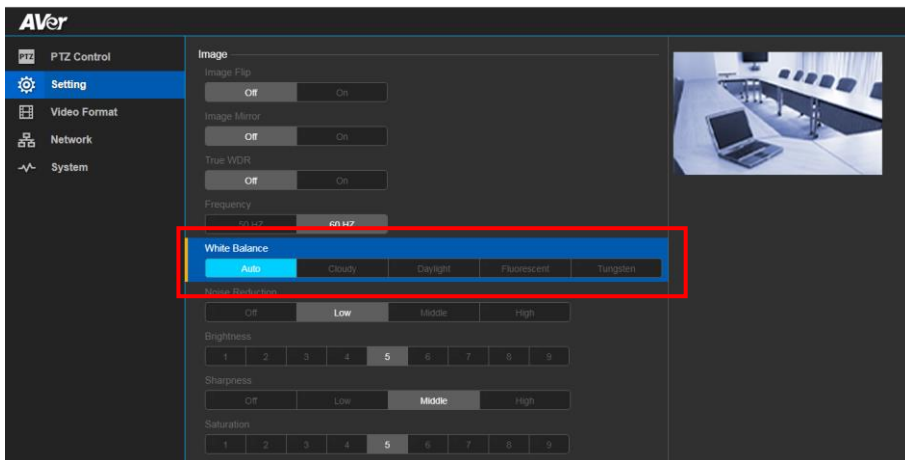 AVer
PTZ PTZ Control
Setting
Video Format
Network
System
Image
Image Flip
Off On
Image Mirror
Off On
True WDR
Off On
Frequency
50 HZ 60 HZ
White Balance
Auto Cloudy Daylight Fluorescent Tungsten
Noise Reduction
Off Low Middle High
Brightness
1 2 3 4 5 6 7 8 9
Sharpness
Off Low Middle High
Saturation
1 2 3 4 5 6 7 8 9